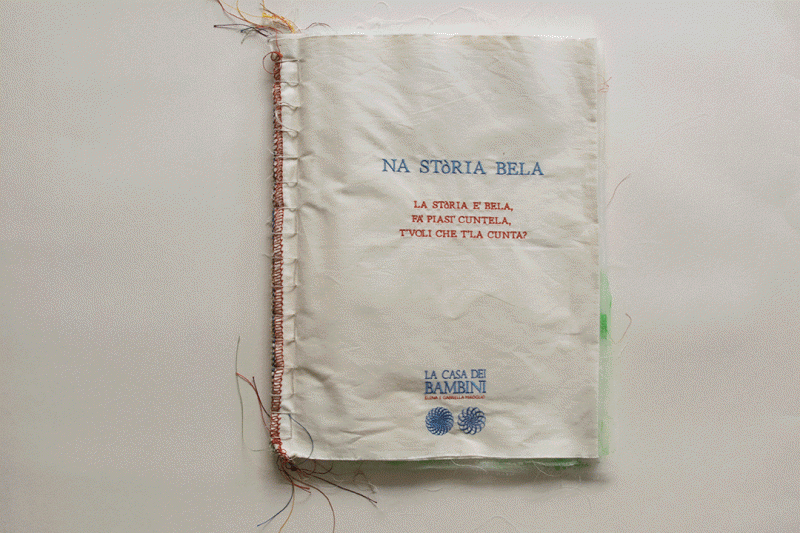 NA STòRIA BELA
LA STòRIA E' BELA,
FA' PIASI' CUNTELA,
T'VOLI CHE T'LA CUNTA?
LA CASA DEI
BAMBINI